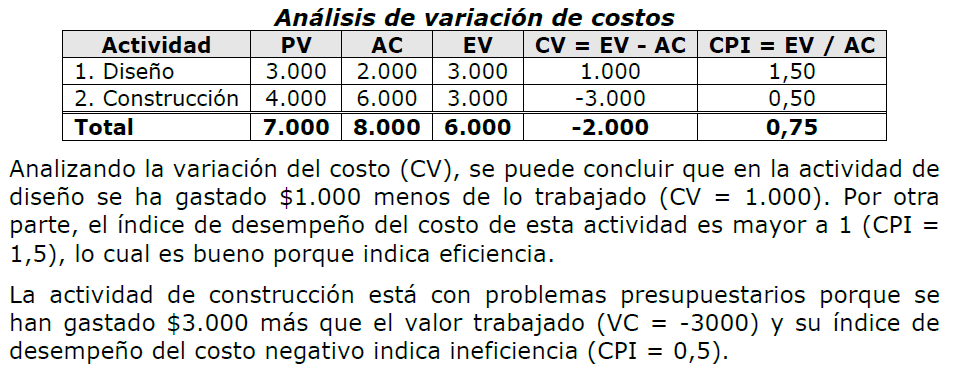 Análisis de variación de costos
Actividad PV AC EV CV = EV - AC CPI = EV / AC
1. Diseño 3.000 2.000 3.000 1.000 1,50
2. Construcción 4.000 6.000 3.000 -3.000 0,50
Total 7.000 8.000 6.000 -2.000 0,75
Analizando la variación del costo (CV), se puede concluir que en la actividad de
diseño se ha gastado $1.000 menos de lo trabajado (CV = 1.000). Por otra
parte, el índice de desempeño del costo de esta actividad es mayor a 1 (CPI =
1,5), lo cual es bueno porque indica eficiencia.
La actividad de construcción está con problemas presupuestarios porque se
han gastado $3.000 más que el valor trabajado (VC = -3000) y su índice de
desempeño del costo negativo indica ineficiencia (CPI = 0,5).